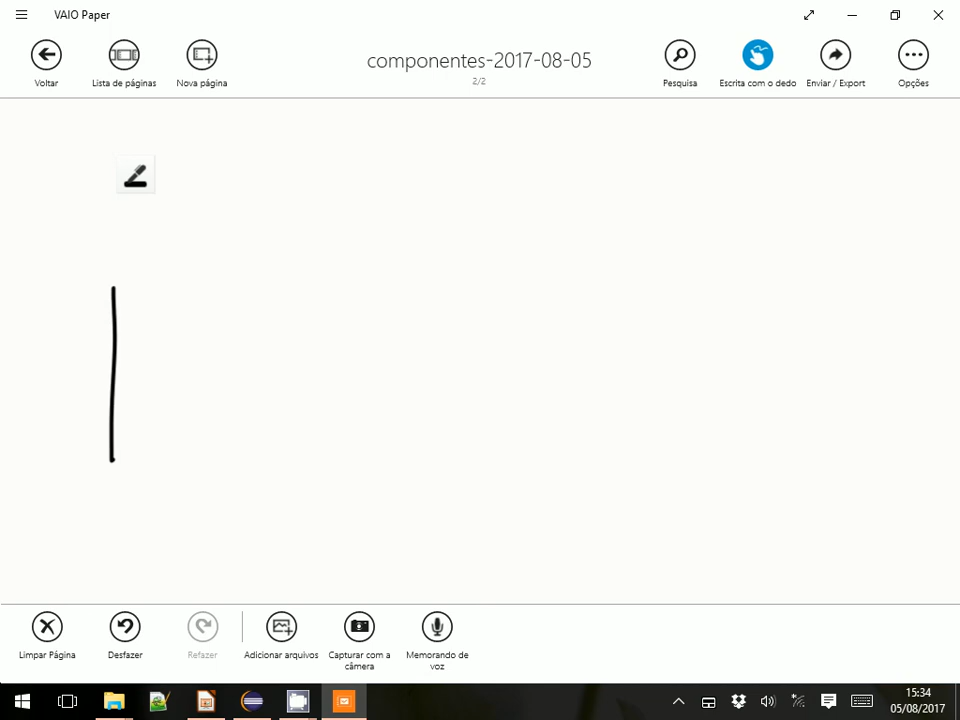 VAIO Paper
Voltar
Lista de páginas
Nova página
componentes-2017-08-05
2/2
Pesquisa
Escrita com o dedo
Enviar / Export
Opções
Limpar Página
Desfazer
Refazer
Adicionar arquivos
Capturar com a
câmera
Memorando de
voz
15:34
05/08/2017